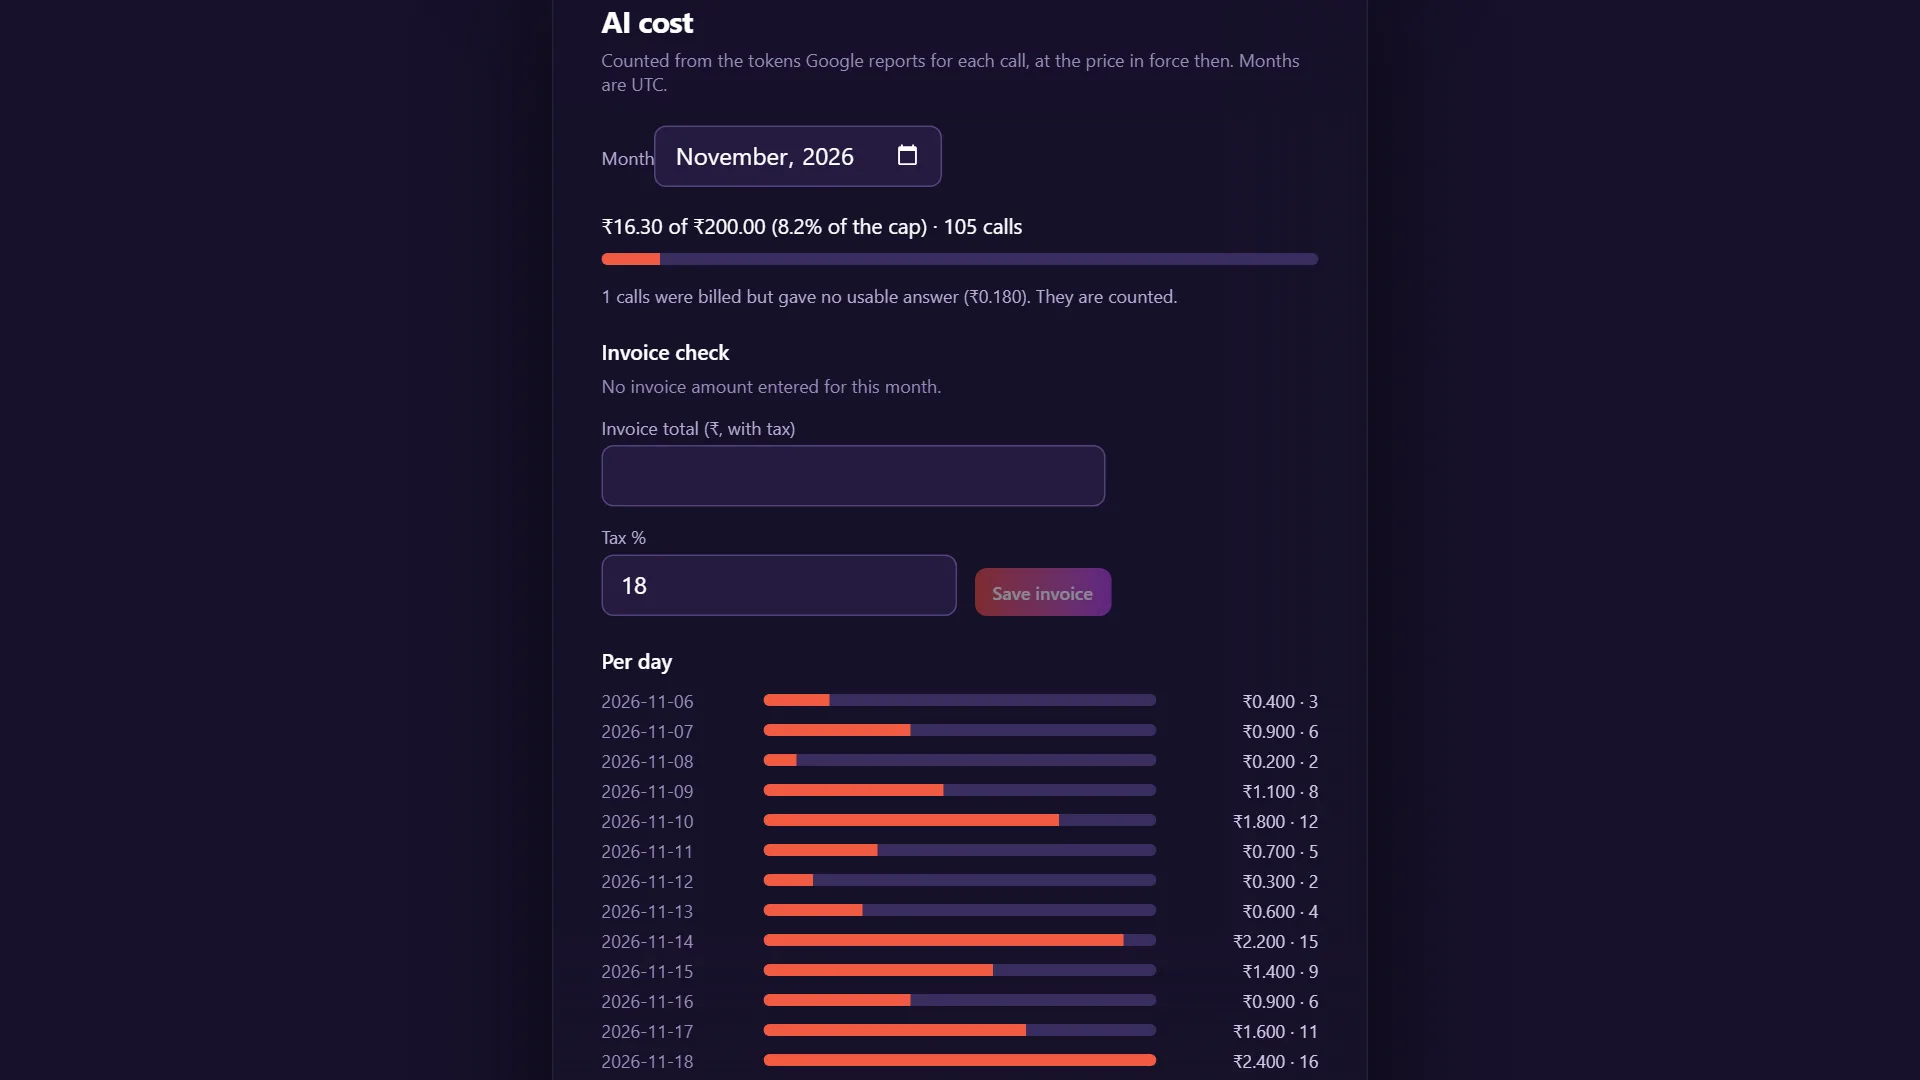 AI cost
Counted from the tokens Google reports for each call, at the price in force then. Months
are UTC.
Month November, 2026
₹16.30 of ₹200.00 (8.2% of the cap) · 105 calls
1 calls were billed but gave no usable answer (₹0.180). They are counted.
Invoice check
No invoice amount entered for this month.
Invoice total (₹, with tax)
Tax %
18
Save invoice
Per day
2026-11-06 ₹0.400 · 3
2026-11-07 ₹0.900 · 6
2026-11-08 ₹0.200 · 2
2026-11-09 ₹1.100 · 8
2026-11-10 ₹1.800 · 12
2026-11-11 ₹0.700 · 5
2026-11-12 ₹0.300 · 2
2026-11-13 ₹0.600 · 4
2026-11-14 ₹2.200 · 15
2026-11-15 ₹1.400 · 9
2026-11-16 ₹0.900 · 6
2026-11-17 ₹1.600 · 11
2026-11-18 ₹2.400 · 16